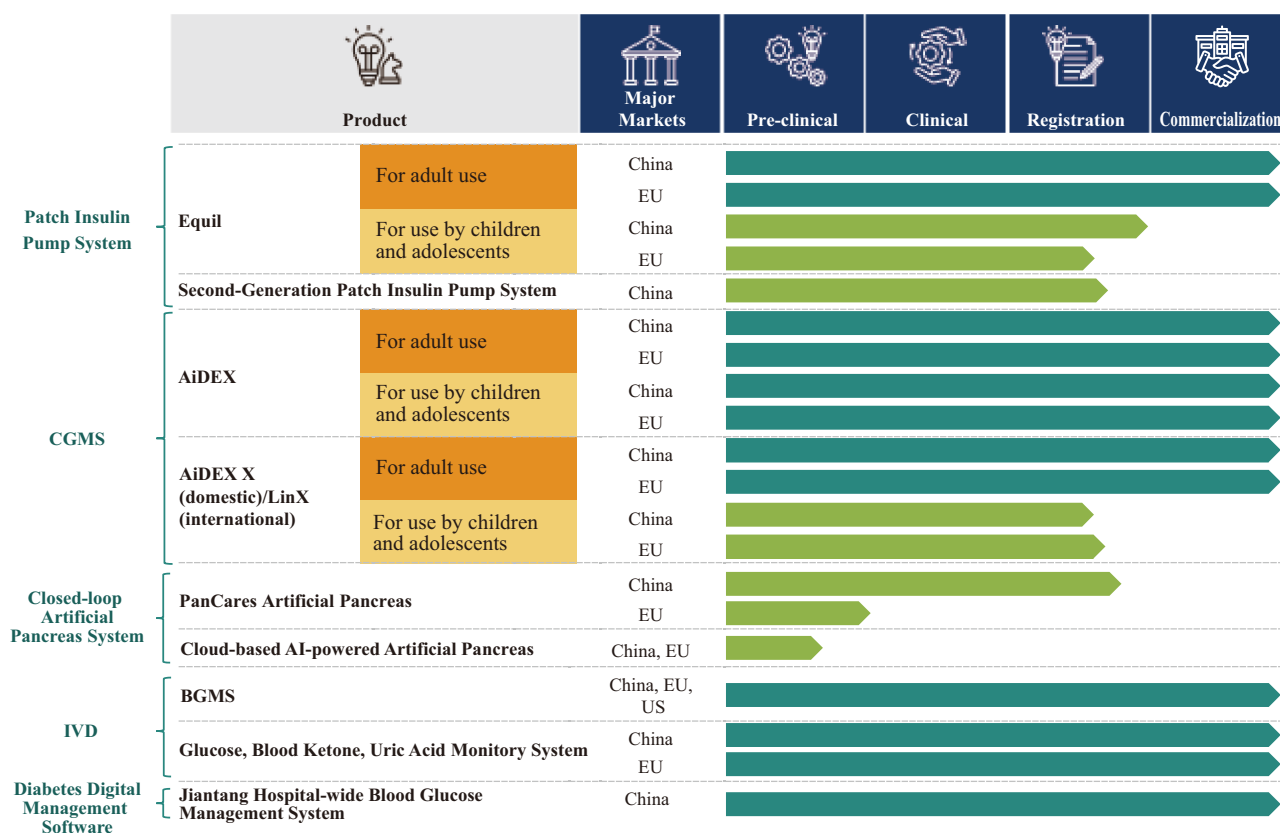 Product
Major
Markets
Pre-clinical
Clinical
Registration
Commercialization
Patch Insulin
Pump System
Equil
For adult use
China
EU
For use by children
and adolescents
China
EU
Second-Generation Patch Insulin Pump System
China
CGMS
AiDEX
For adult use
China
EU
For use by children
and adolescents
China
EU
AiDEX X
(domestic)/LinX
(international)
For adult use
China
EU
For use by children
and adolescents
China
EU
Closed-loop
Artificial
Pancreas System
PanCares Artificial Pancreas
China
EU
Cloud-based AI-powered Artificial Pancreas
China, EU
IVD
BGMS
China, EU,
US
Glucose, Blood Ketone, Uric Acid Monitory System
China
EU
Diabetes Digital
Management
Software
Jiantang Hospital-wide Blood Glucose
Management System
China